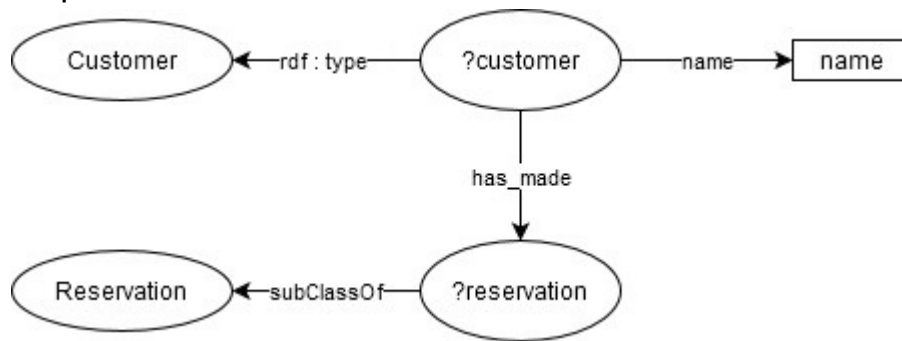 Customer
rdf : type
?customer
name
name
has_made
Reservation
subClassOf
?reservation